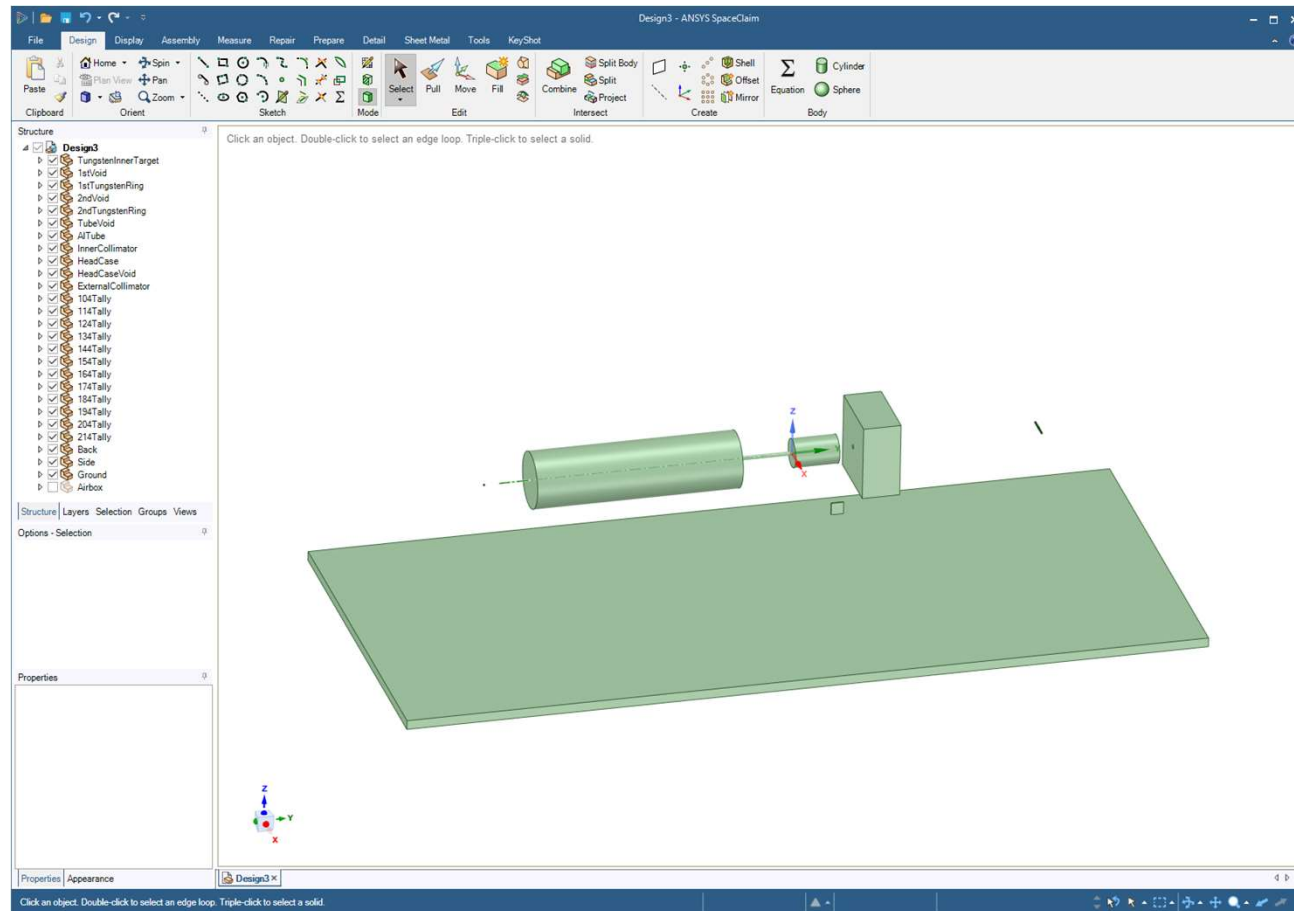 Design3 - ANSYS SpaceClaim
File Design Display Assembly Measure Repair Prepare Detail Sheet Metal Tools KeyShot
Paste
Home Spin
Plan View Pan
Zoom
Select Pull Move Fill
Combine
Split Body
Split
Project
Shell
Offset
Mirror
Equation
Cylinder
Sphere
Clipboard Orient Sketch Mode Edit Intersect Create Body
Structure
Design3
TungstenInnerTarget
1stVoid
1stTungstenRing
2ndVoid
2ndTungstenRing
TubeVoid
AlTube
InnerCollimator
HeadCase
HeadCaseVoid
ExternalCollimator
104Tally
114Tally
124Tally
134Tally
144Tally
154Tally
164Tally
174Tally
184Tally
194Tally
204Tally
214Tally
Back
Side
Ground
Airbox
Structure Layers Selection Groups Views
Options - Selection
Properties
Properties Appearance
Click an object. Double-click to select an edge loop. Triple-click to select a solid.
Z
Y
X
Z
Y
X
Design3
Click an object. Double-click to select an edge loop. Triple-click to select a solid.